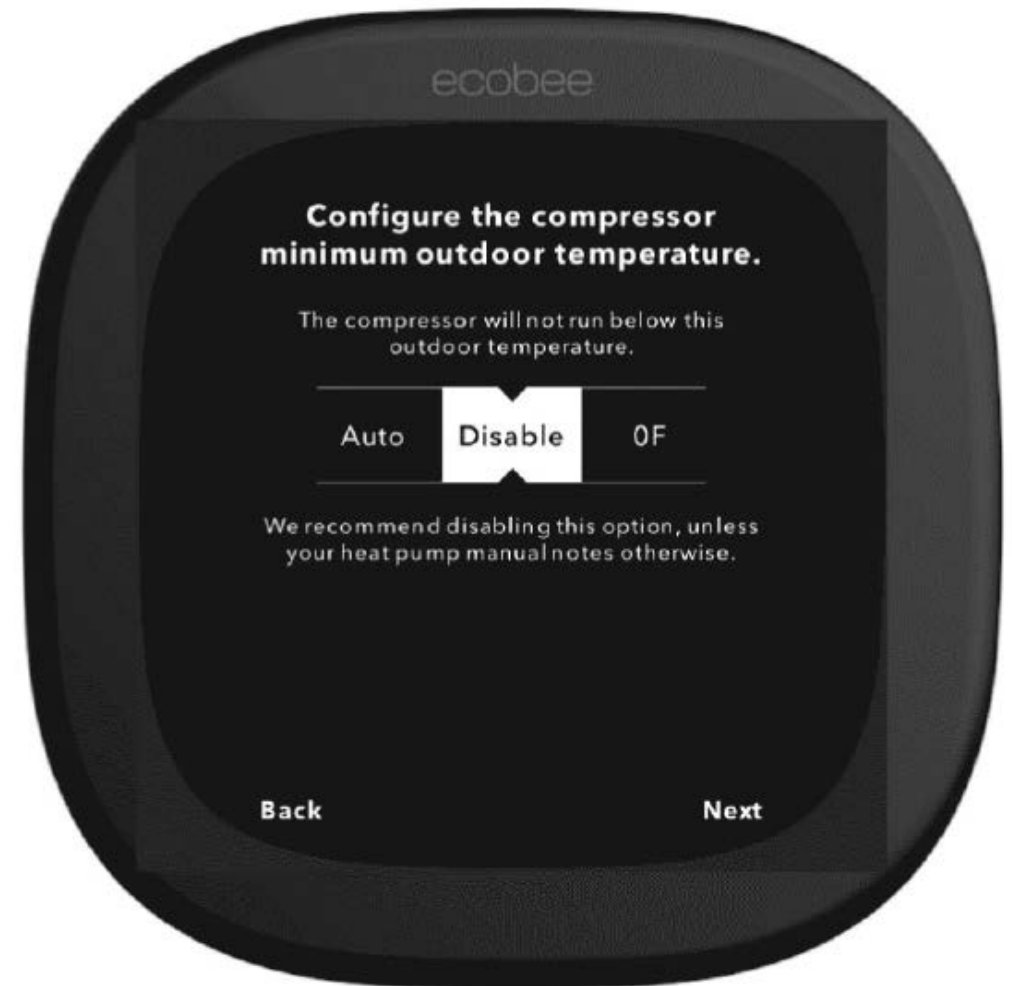 ecobee
Configure the compressor
minimum outdoor temperature.
The compressor will not run below this
outdoor temperature.
Auto Disable 0F
We recommend disabling this option, unless
your heat pump manual notes otherwise.
Back Next